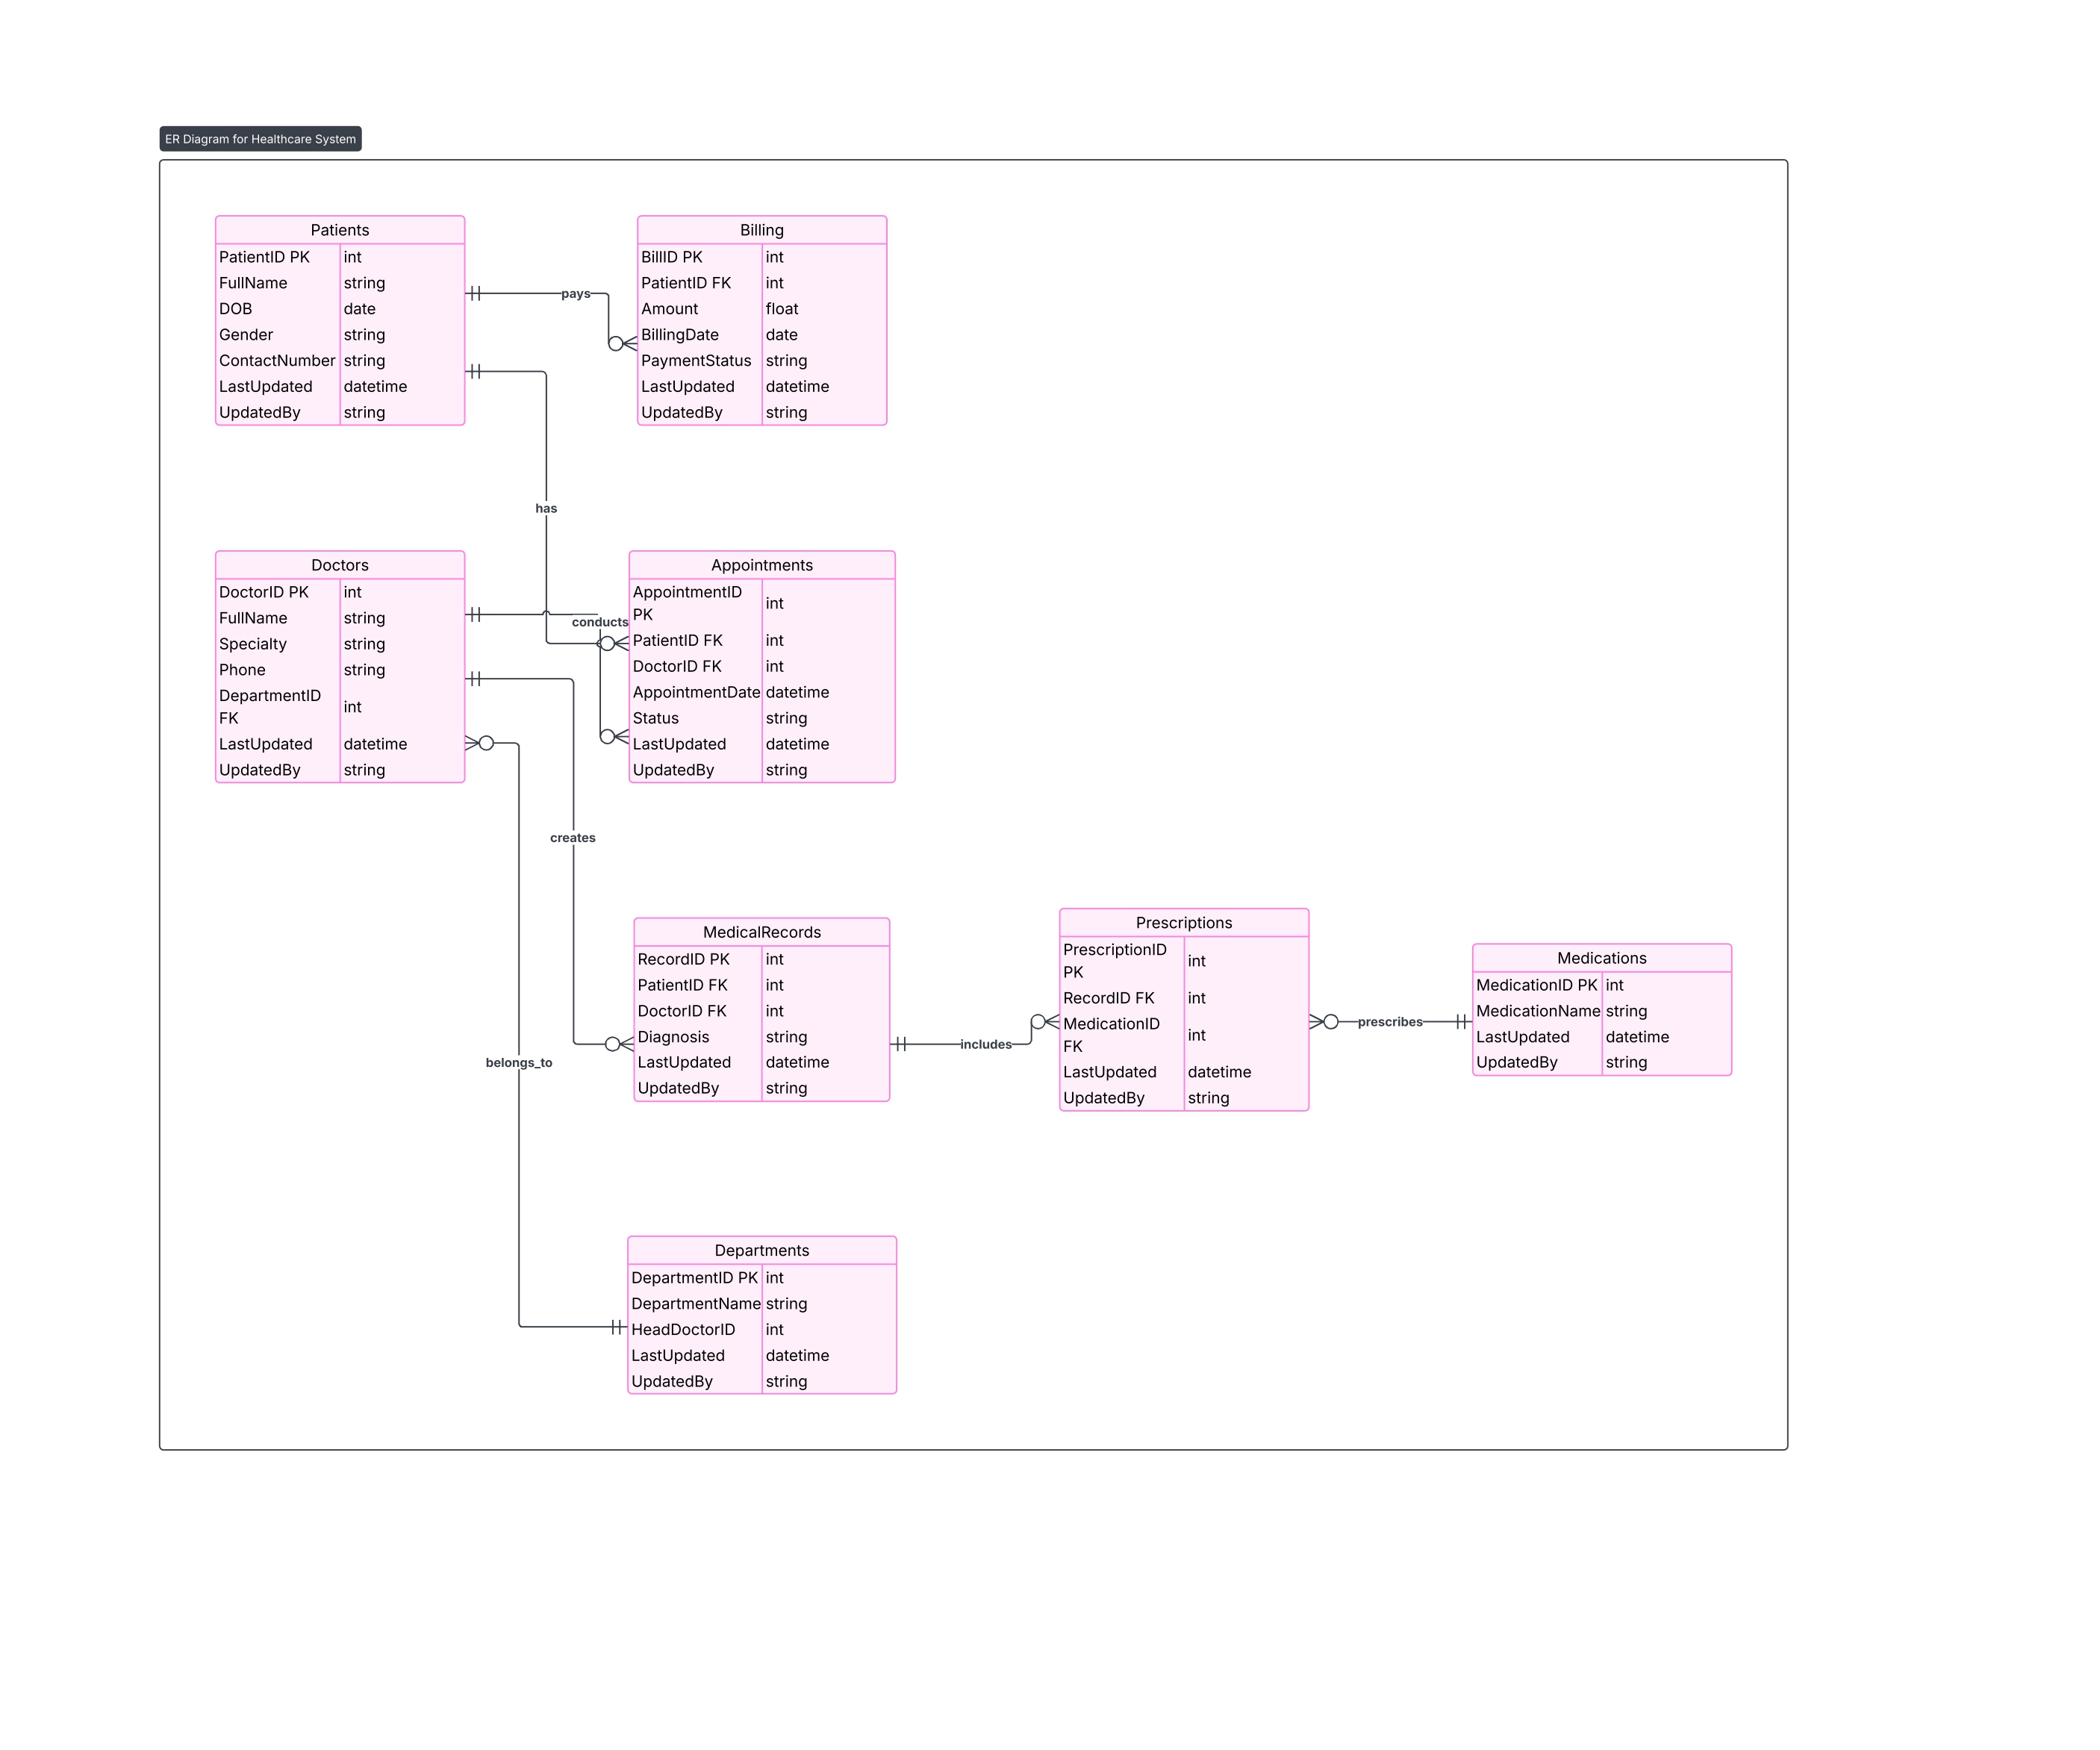 ER Diagram for Healthcare System
Patients
PatientID PK int
FullName string
DOB date
Gender string
ContactNumber string
LastUpdated datetime
UpdatedBy string
pays
Billing
BillID PK int
PatientID FK int
Amount float
BillingDate date
PaymentStatus string
LastUpdated datetime
UpdatedBy string
has
Doctors
DoctorID PK int
FullName string
Specialty string
Phone string
DepartmentID
FK
int
LastUpdated datetime
UpdatedBy string
conducts
Appointments
AppointmentID
PK
int
PatientID FK int
DoctorID FK int
AppointmentDate datetime
Status string
LastUpdated datetime
UpdatedBy string
creates
belongs_to
MedicalRecords
RecordID PK int
PatientID FK int
DoctorID FK int
Diagnosis string
LastUpdated datetime
UpdatedBy string
includes
Prescriptions
PrescriptionID
PK
int
RecordID FK int
MedicationID
FK
int
LastUpdated datetime
UpdatedBy string
prescribes
Medications
MedicationID PK int
MedicationName string
LastUpdated datetime
UpdatedBy string
Departments
DepartmentID PK int
DepartmentName string
HeadDoctorID int
LastUpdated datetime
UpdatedBy string